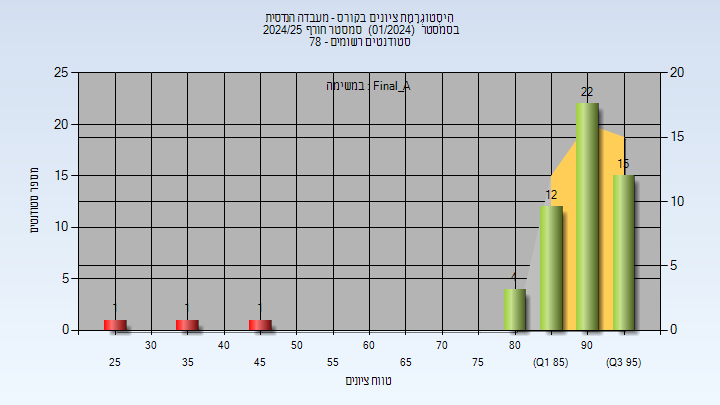 היסטוגרמת ציונים בקורס - מעבדה הנדסית
בסמסטר (01/2024) סמסטר חורף 2024/25
סטודנטים רשומים - 78
במשימה : Final_A
25 20
20 15
15 10
10 5
5 0
0
22
15
12
4
1 1 1
מספר סטודנטים
30 40 50 60 70 80 90
25 35 45 55 65 75 (Q1 85) (Q3 95)
טווח ציונים